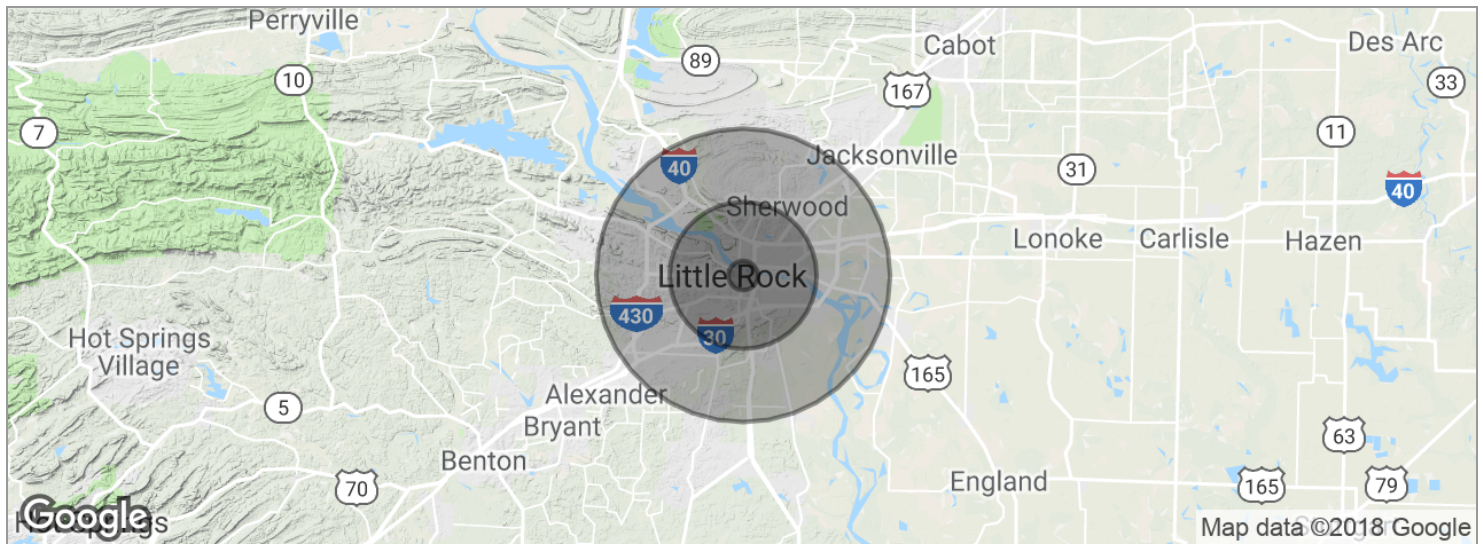 Perryville
Cabot
Des Arc
89
10
167
33
7
11
Jacksonville
40
31
40
Sherwood
Lonoke
Carlisle
Hazen
Little Rock
430
30
Hot Springs
Village
165
Alexander
5
Bryant
63
Benton
70
England
165
79
Google
Map data ©2018 Google